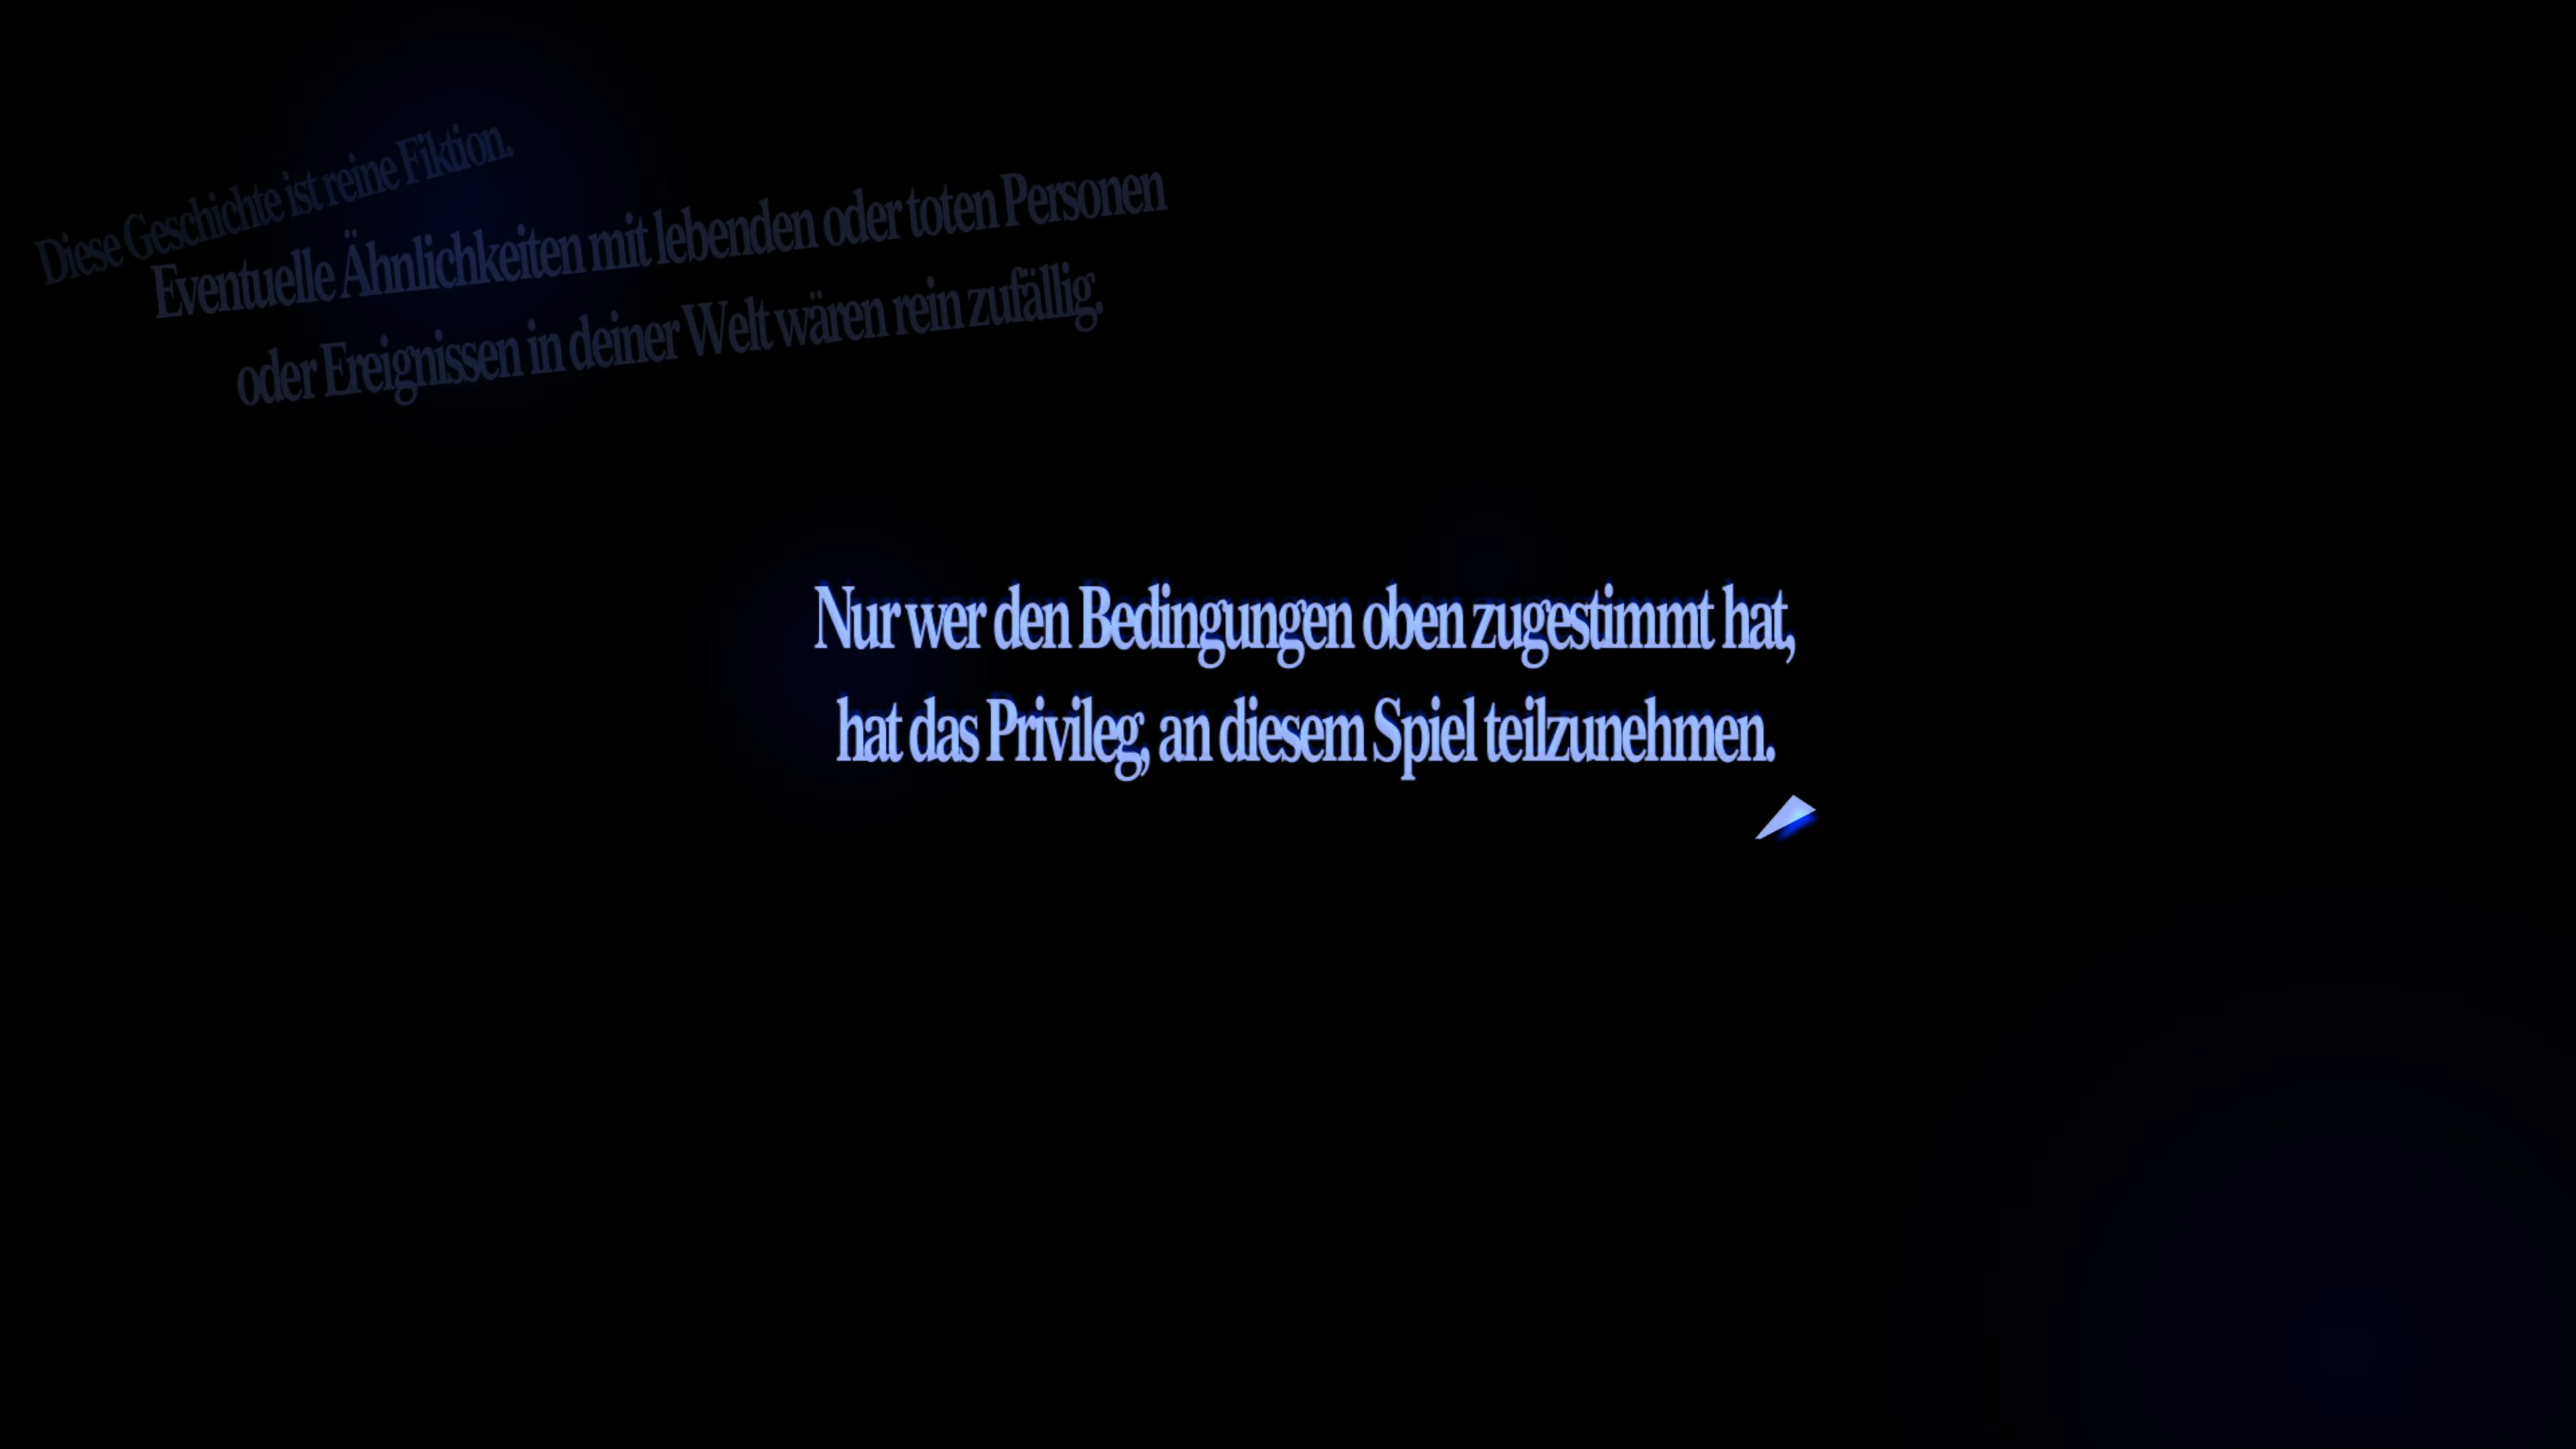 Diese Geschichte ist reine Fiktion.
Eventuelle Ähnlichkeiten mit lebenden oder toten Personen
oder Ereignissen in deiner Welt wären rein zufällig.
Nur wer den Bedingungen oben zugestimmt hat,
hat das Privileg, an diesem Spiel teilzunehmen.